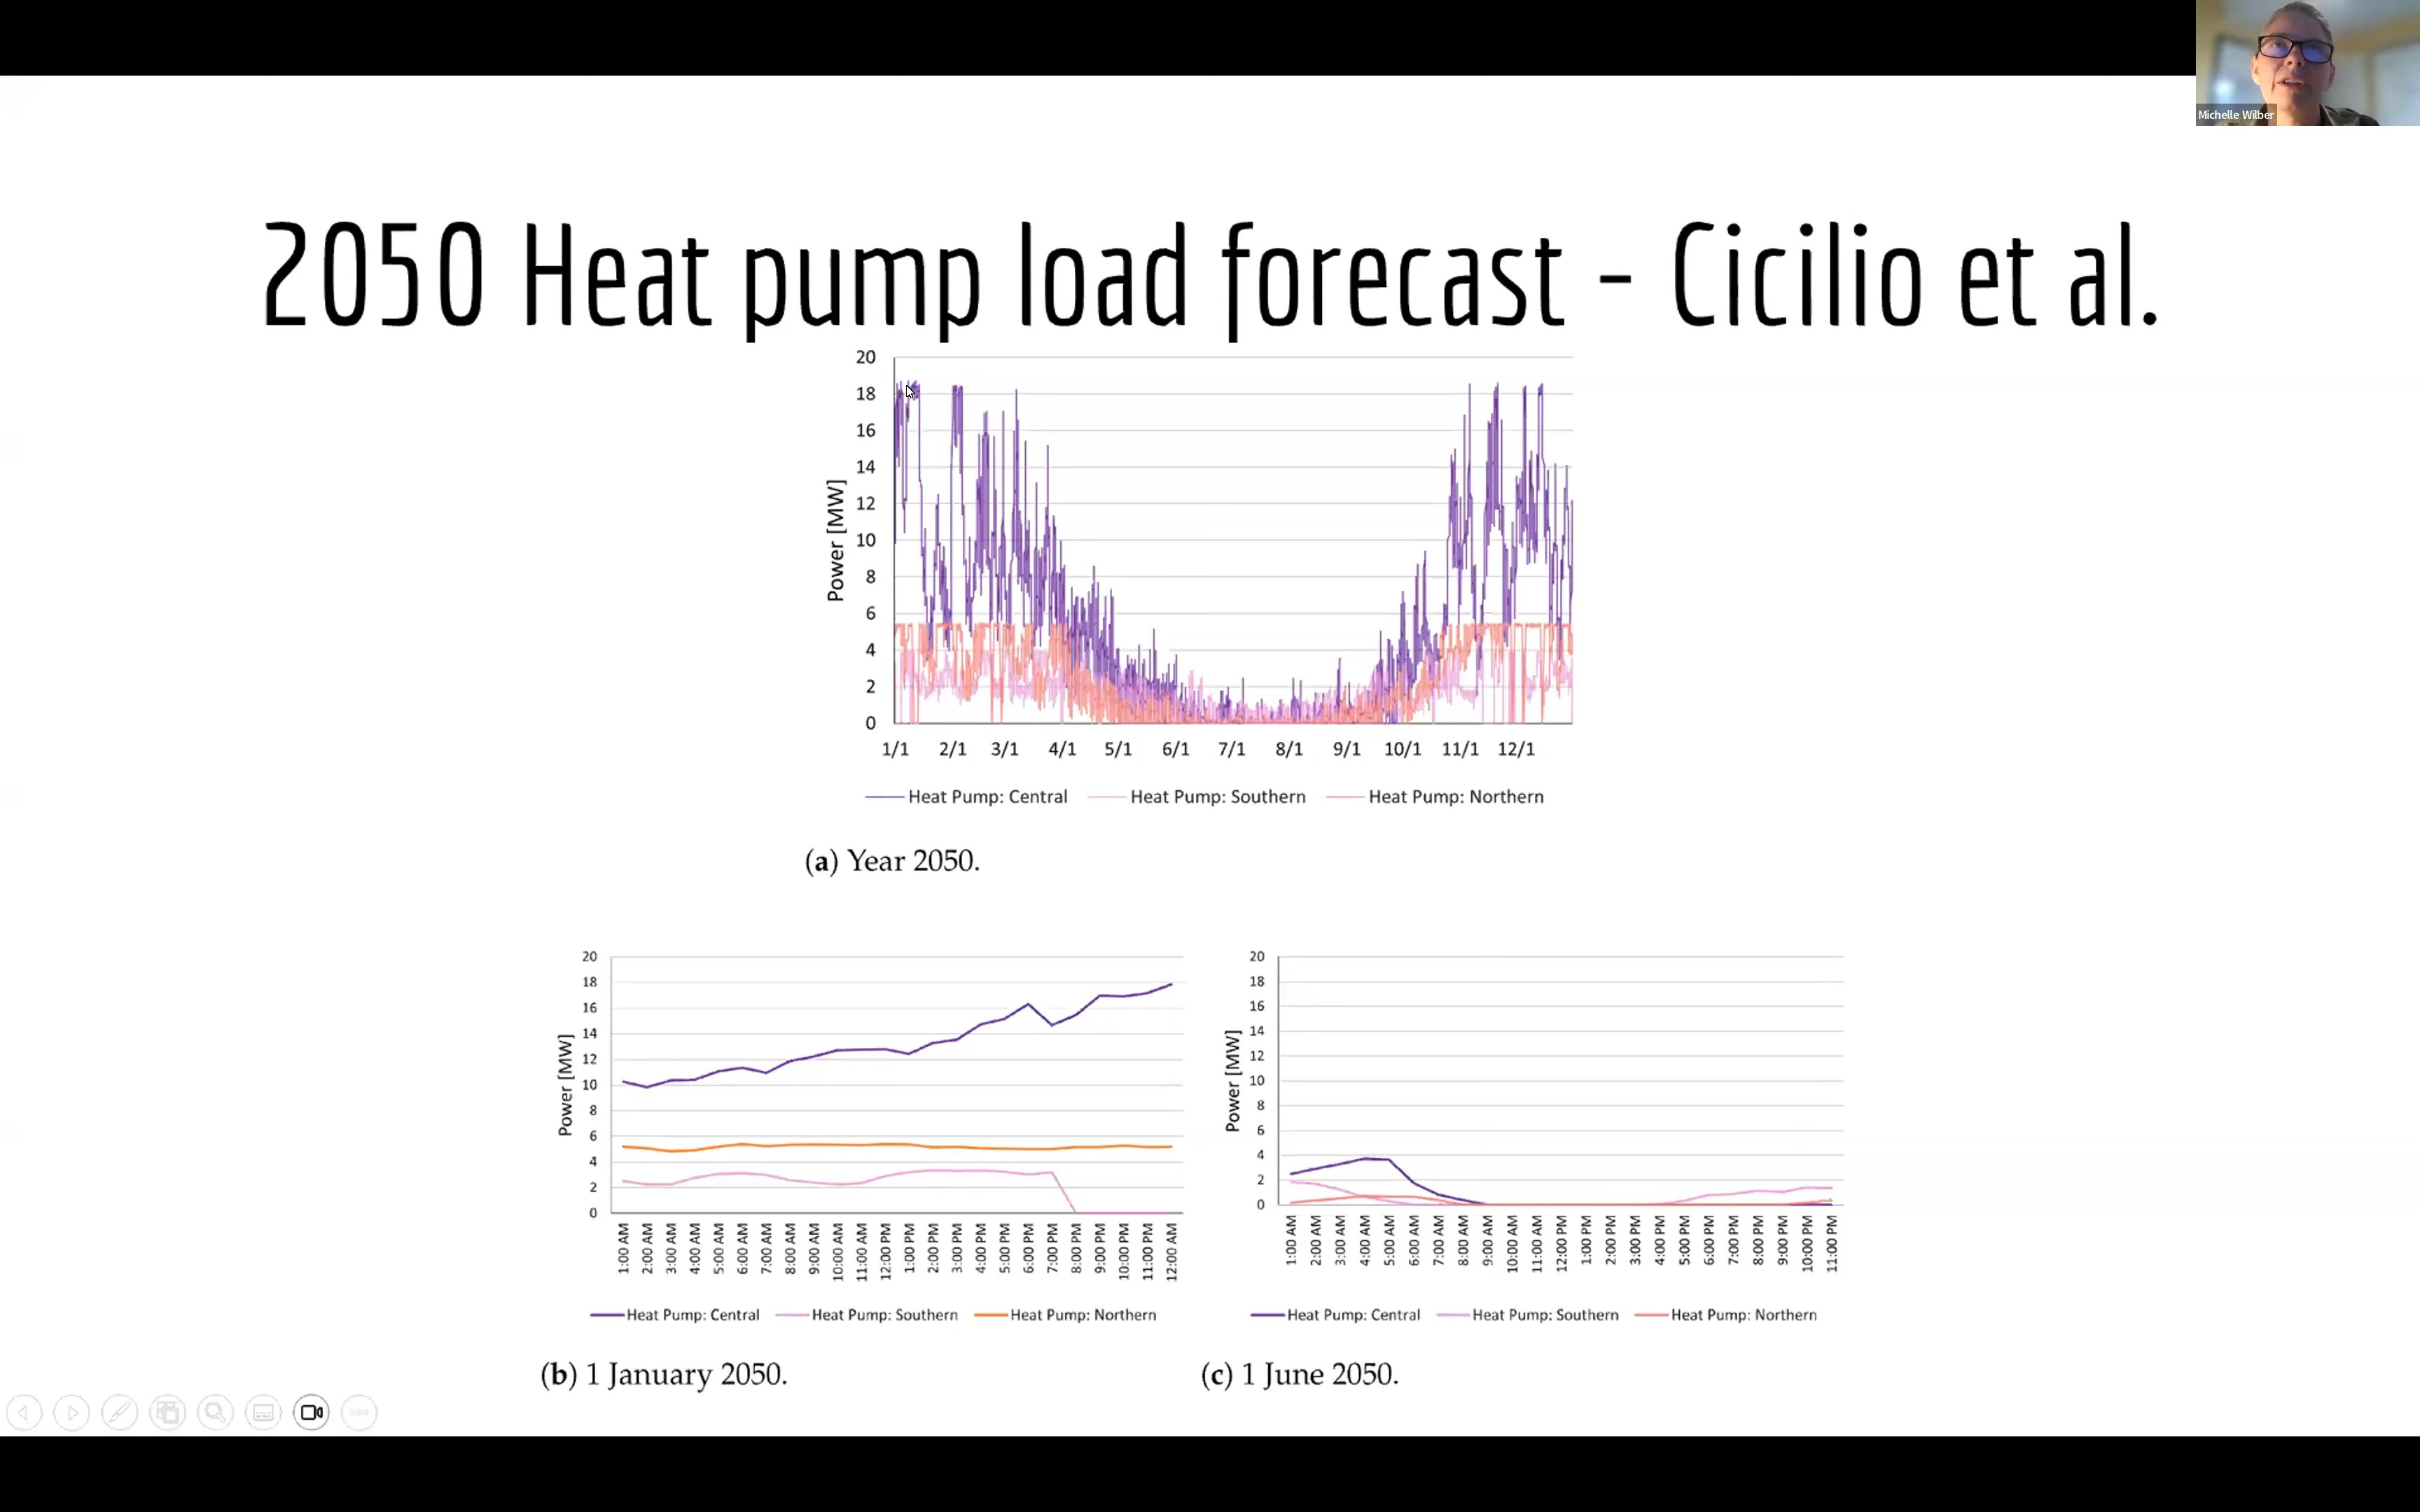 Michelle Wilber
2050 Heat pump load forecast - Cicilio et al.
20
18
16
14
12
10
8
6
4
2
0
Power [MW]
1/1 2/1 3/1 4/1 5/1 6/1 7/1 8/1 9/1 10/1 11/1 12/1
Heat Pump: Central Heat Pump: Southern Heat Pump: Northern
(a) Year 2050.
20
18
16
14
12
10
8
6
4
2
0
Power [MW]
1:00 AM
2:00 AM
3:00 AM
4:00 AM
5:00 AM
6:00 AM
7:00 AM
8:00 AM
9:00 AM
10:00 AM
11:00 AM
12:00 PM
1:00 PM
2:00 PM
3:00 PM
4:00 PM
5:00 PM
6:00 PM
7:00 PM
8:00 PM
9:00 PM
10:00 PM
11:00 PM
12:00 AM
Heat Pump: Central Heat Pump: Southern Heat Pump: Northern
(b) 1 January 2050.
20
18
16
14
12
10
8
6
4
2
0
Power [MW]
1:00 AM
2:00 AM
3:00 AM
4:00 AM
5:00 AM
6:00 AM
7:00 AM
8:00 AM
9:00 AM
10:00 AM
11:00 AM
12:00 PM
1:00 PM
2:00 PM
3:00 PM
4:00 PM
5:00 PM
6:00 PM
7:00 PM
8:00 PM
9:00 PM
10:00 PM
11:00 PM
Heat Pump: Central Heat Pump: Southern Heat Pump: Northern
(c) 1 June 2050.